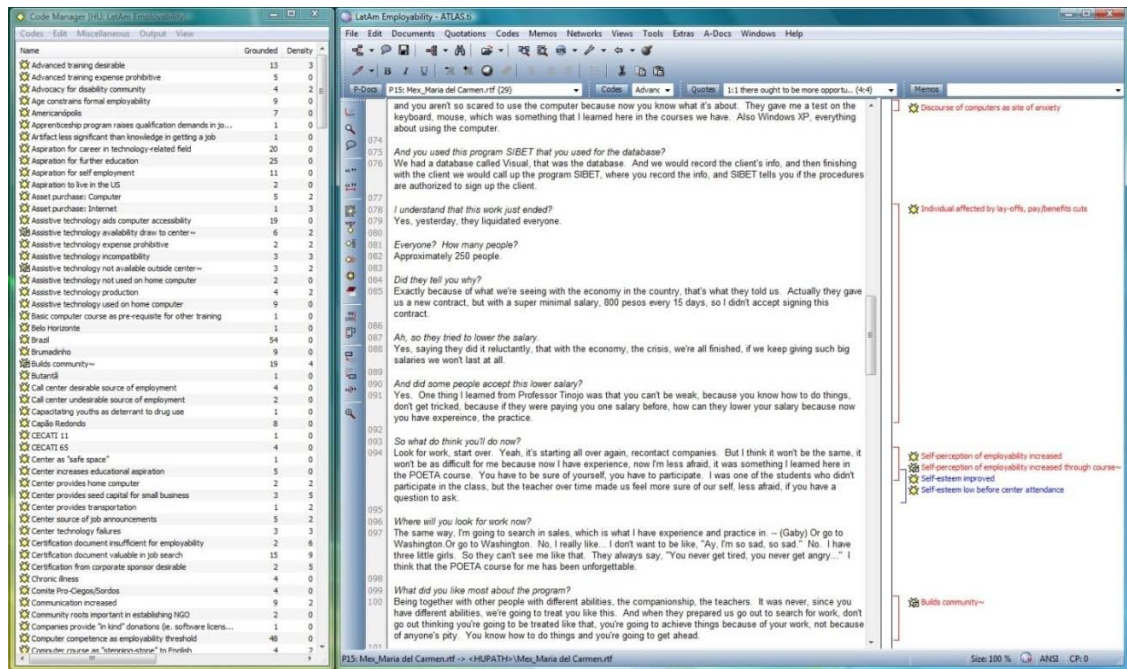 Code Manager [HU: LatAm Employability]
Codes Edit Miscellaneous Output View
Name Grounded Density
Advanced training desirable 13 3
Advanced training expense prohibitive 5 0
Advocacy for disability community 4 2
Age constrains formal employability 9 0
Americanópolis 7 0
Apprenticeship program raises qualification demands in jo... 1 0
Artifact less significant than knowledge in getting a job 1 0
Aspiration for career in technology-related field 20 0
Aspiration for further education 25 0
Aspiration for self employment 11 0
Aspiration to live in the US 2 0
Asset purchase: Computer 5 2
Asset purchase: Internet 1 3
Assistive technology aids computer accessibility 19 0
Assistive technology availability draw to center~ 6 2
Assistive technology expense prohibitive 2 2
Assistive technology incompatibility 3 3
Assistive technology not available outside center~ 3 2
Assistive technology not used on home computer 2 0
Assistive technology production 4 2
Assistive technology used on home computer 9 0
Basic computer course as pre-requisite for other training 1 0
Belo Horizonte 1 0
Brazil 54 0
Brumadinho 9 0
Builds community~ 19 4
Butantã 1 0
Call center desirable source of employment 4 0
Call center undesirable source of employment 2 0
Capacitating youths as deterrant to drug use 1 0
Capão Redondo 8 0
CECATI 11 1 0
CECATI 65 4 0
Center as "safe space" 1 0
Center increases educational aspiration 5 0
Center provides home computer 2 2
Center provides seed capital for small business 3 5
Center provides transportation 1 2
Center source of job announcements 5 2
Center technology failures 3 3
Certification document insufficient for employability 2 6
Certification document valuable in job search 15 9
Certification from corporate sponsor desirable 2 5
Chronic illness 4 0
Comite Pro-Ciegos/Sordos 4 0
Communication increased 9 2
Community roots important in establishing NGO 2 0
Companies provide "in kind" donations (ie. software licens... 1 0
Computer competence as employability threshold 48 0
Computer course as "stepping-stone" to English 4 2
LatAm Employability - ATLAS.ti
File Edit Documents Quotations Codes Memos Networks Views Tools Extras A-Docs Windows Help
B I U
P-Docs P15: Mex_Maria del Carmen.rtf (29) Codes Advanc Quotes 1:1 there ought to be more opportu... (4:4) Memos
and you aren't so scared to use the computer because now you know what it's about. They gave me a test on the
keyboard, mouse, which was something that I learned here in the courses we have. Also Windows XP, everything
about using the computer.
074
075 And you used this program SIBET that you used for the database?
076 We had a database called Visual, that was the database. And we would record the client's info, and then finishing
with the client we would call up the program SIBET, where you record the info, and SIBET tells you if the procedures
are authorized to sign up the client.
077
078 I understand that this work just ended?
079 Yes, yesterday, they liquidated everyone.
080
081 Everyone? How many people?
082 Approximately 250 people.
083
084 Did they tell you why?
085 Exactly because of what we're seeing with the economy in the country, that's what they told us. Actually they gave
us a new contract, but with a super minimal salary, 800 pesos every 15 days, so I didn't accept signing this
contract.
086
087 Ah, so they tried to lower the salary.
088 Yes, saying they did it reluctantly, that with the economy, the crisis, we're all finished, if we keep giving such big
salaries we won't last at all.
089
090 And did some people accept this lower salary?
091 Yes. One thing I learned from Professor Tinojo was that you can't be weak, because you know how to do things,
don't get tricked, because if they were paying you one salary before, how can they lower your salary because now
you have expereince, the practice.
092
093 So what do think you'll do now?
094 Look for work, start over. Yeah, it's starting all over again, recontact companies. But I think it won't be the same, it
won't be as difficult for me because now I have experience, now I'm less afraid, it was something I learned here in
the POETA course. You have to be sure of yourself, you have to participate. I was one of the students who didn't
participate in the class, but the teacher over time made us feel more sure of our self, less afraid, if you have a
question to ask.
095
096 Where will you look for work now?
097 The same way, I'm going to search in sales, which is what I have experience and practice in. – (Gaby) Or go to
Washington Or go to Washington. No, I really like... I don't want to be like, "Ay, I'm so sad, so sad." No. I have
three little girls. So they can't see me like that. They always say, "You never get tired, you never get angry..." I
think that the POETA course for me has been unforgettable.
098
099 What did you like most about the program?
100 Being together with other people with different abilities, the companionship, the teachers. It was never, since you
have different abilities, we're going to treat you like this. And when they prepared us go out to search for work, don't
go out thinking you're going to be treated like that, you're going to achieve things because of your work, not because
of anyone's pity. You know how to do things and you're going to get ahead.
101
Discourse of computers as site of anxiety
Individual affected by lay-offs, pay/benefits cuts
Self-perception of employability increased
Self-perception of employability increased through course~
Self-esteem improved
Self-esteem low before center attendance
Builds community~
P15: Mex_Maria del Carmen.rtf -> <HUPATH>\Mex_Maria del Carmen.rtf Size: 100 % ANSI CP: 0